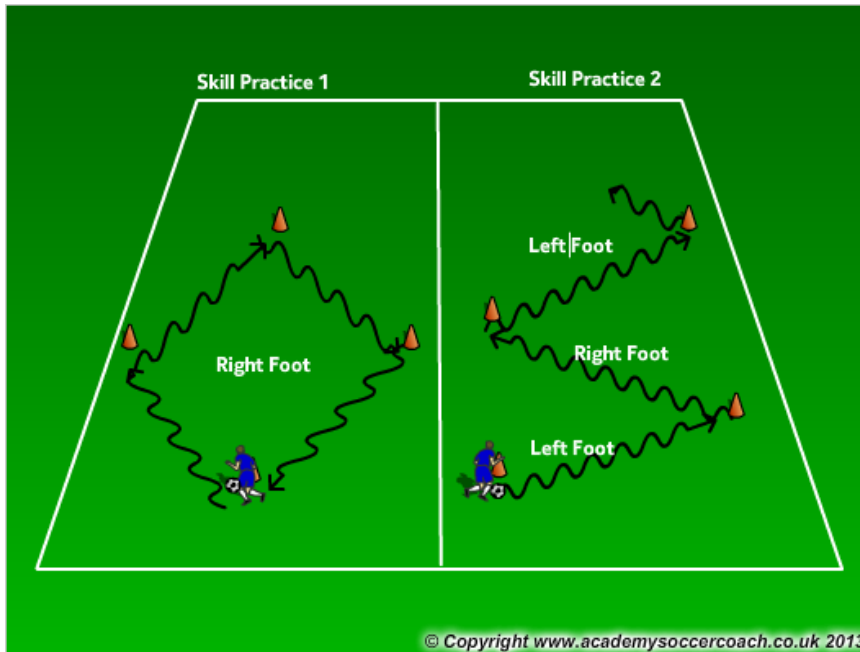 Skill Practice 1
Skill Practice 2
Left Foot
Right Foot
Right Foot
Left Foot
© Copyright www.academysoccercoach.co.uk 2013